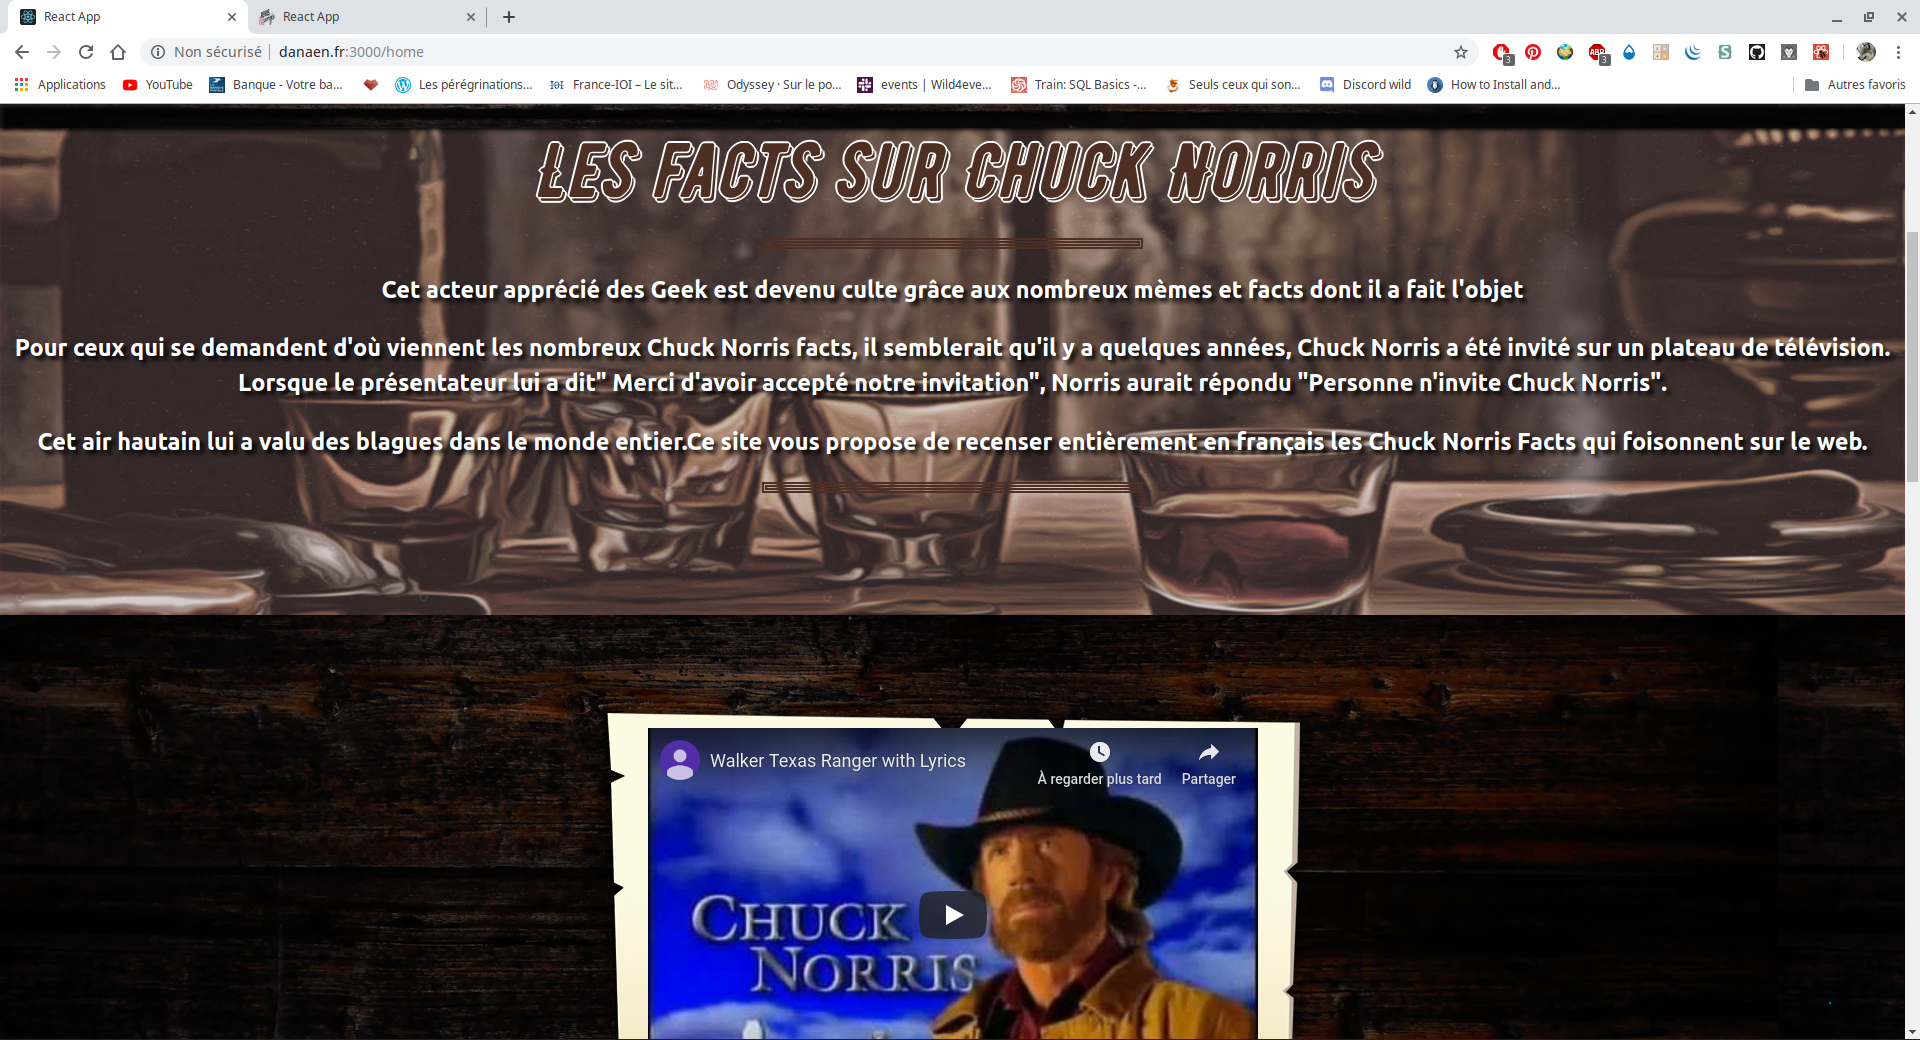 React App
React App
Non sécurisé danaen.fr:3000/home
3
ABP
3
Applications
YouTube
Banque - Votre ba...
Les pérégrinations...
France-IOI – Le sit...
Odyssey · Sur le po...
events | Wild4eve...
Train: SQL Basics -...
Seuls ceux qui son...
Discord wild
How to Install and...
Autres favoris
Les facts sur Chuck Norris
Cet acteur apprécié des Geek est devenu culte grâce aux nombreux mèmes et facts dont il a fait l'objet
Pour ceux qui se demandent d'où viennent les nombreux Chuck Norris facts, il semblerait qu'il y a quelques années, Chuck Norris a été invité sur un plateau de télévision.
Lorsque le présentateur lui a dit" Merci d'avoir accepté notre invitation", Norris aurait répondu "Personne n'invite Chuck Norris".
Cet air hautain lui a valu des blagues dans le monde entier.Ce site vous propose de recenser entièrement en français les Chuck Norris Facts qui foisonnent sur le web.
Walker Texas Ranger with Lyrics
À regarder plus tard
Partager
CHUCK
NORRIS